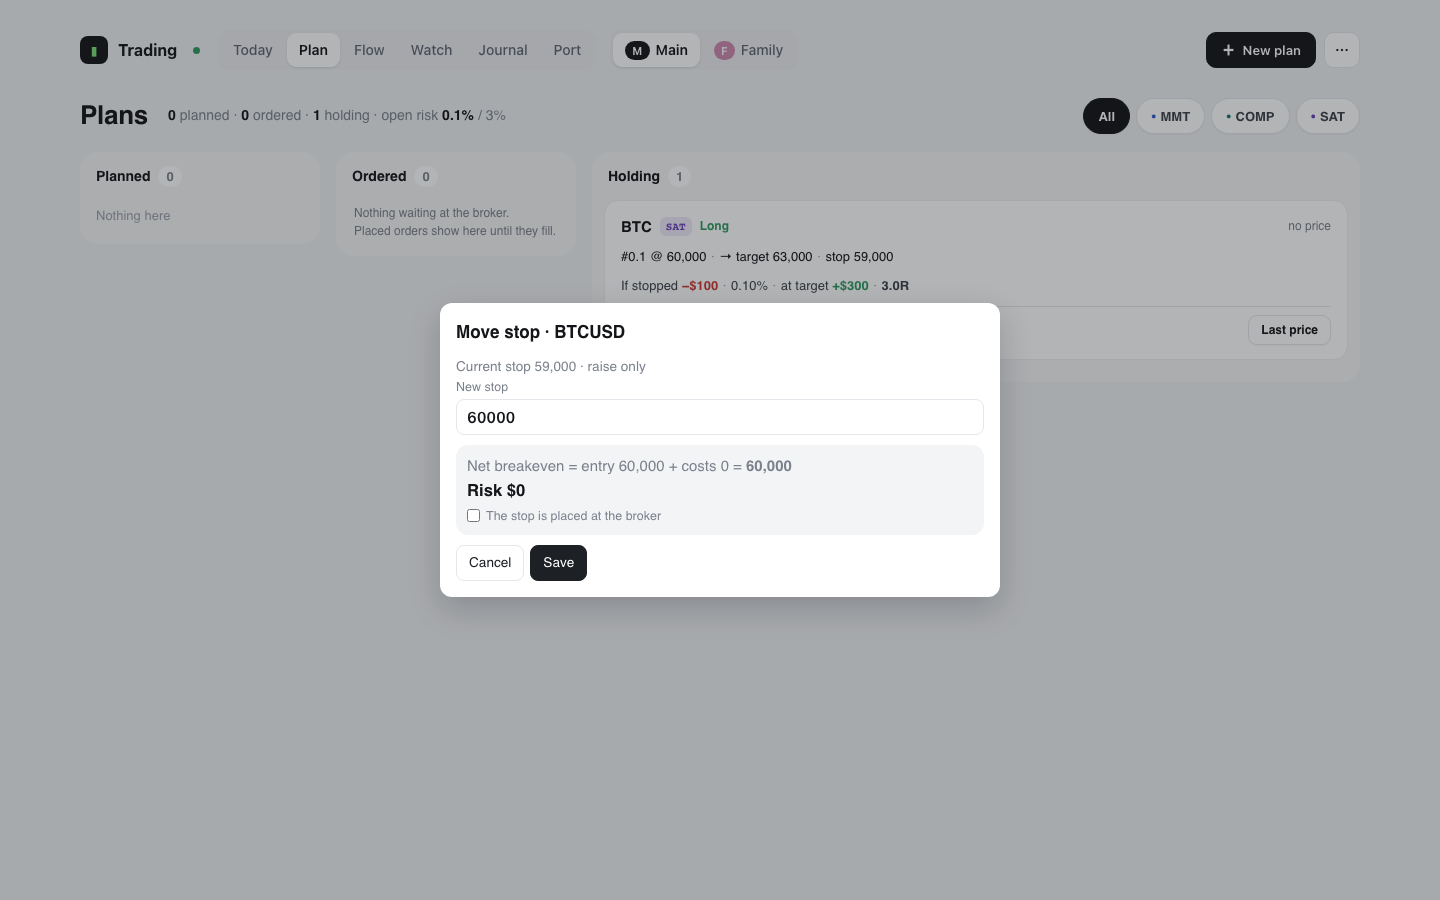 Trading
Today
Plan
Flow
Watch
Journal
Port
M Main
F Family
+ New plan
···
Plans
0 planned · 0 ordered · 1 holding · open risk 0.1% / 3%
All
• MMT
• COMP
• SAT
Planned 0
Nothing here
Ordered 0
Nothing waiting at the broker.
Placed orders show here until they fill.
Holding 1
BTC SAT Long
no price
#0.1 @ 60,000 · → target 63,000 · stop 59,000
If stopped −$100 · 0.10% · at target +$300 · 3.0R
Last price
Move stop · BTCUSD
Current stop 59,000 · raise only
New stop
60000
Net breakeven = entry 60,000 + costs 0 = 60,000
Risk $0
The stop is placed at the broker
Cancel
Save